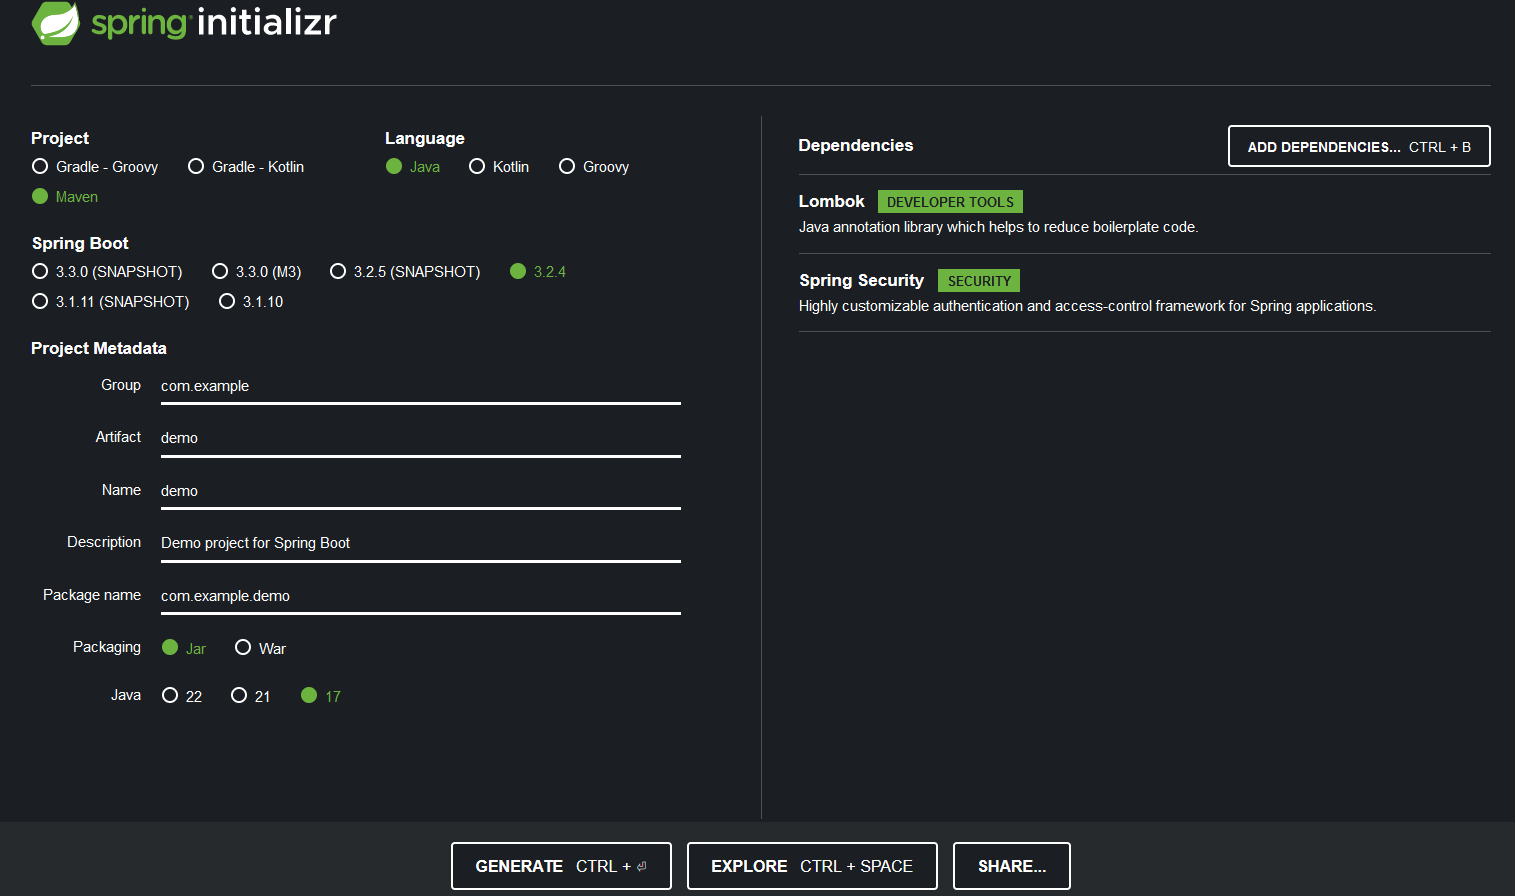 spring initializr
Project
Gradle - Groovy Gradle - Kotlin
Maven
Language
Java Kotlin Groovy
Spring Boot
3.3.0 (SNAPSHOT) 3.3.0 (M3) 3.2.5 (SNAPSHOT) 3.2.4
3.1.11 (SNAPSHOT) 3.1.10
Project Metadata
Group com.example
Artifact demo
Name demo
Description Demo project for Spring Boot
Package name com.example.demo
Packaging Jar War
Java 22 21 17
Dependencies ADD DEPENDENCIES... CTRL + B
Lombok DEVELOPER TOOLS
Java annotation library which helps to reduce boilerplate code.
Spring Security SECURITY
Highly customizable authentication and access-control framework for Spring applications.
GENERATE CTRL + ⏎ EXPLORE CTRL + SPACE SHARE...